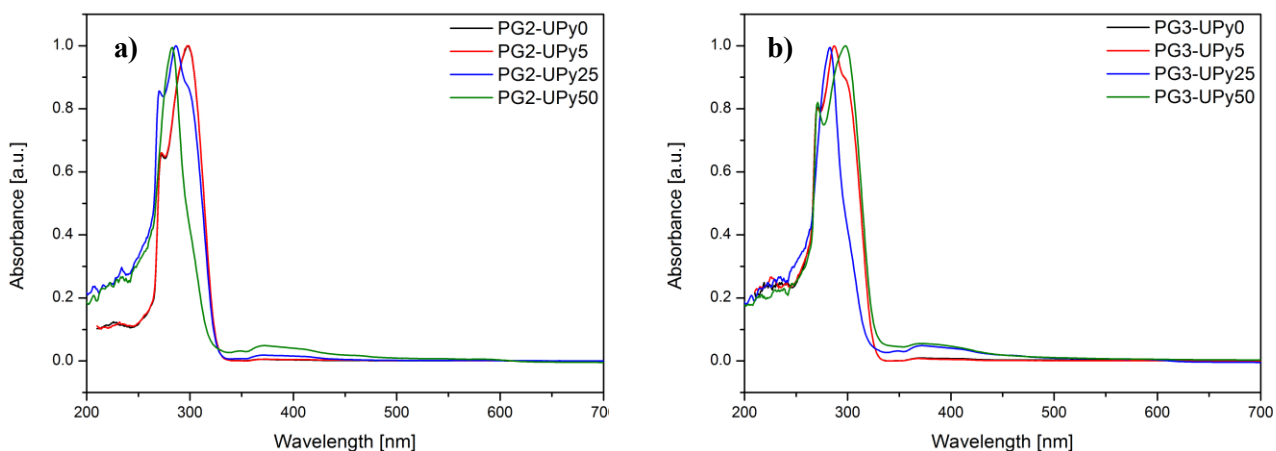 a)
PG2-UPy0
PG2-UPy5
PG2-UPy25
PG2-UPy50
1.0
0.8
0.6
0.4
0.2
0.0
Absorbance [a.u.]
200 300 400 500 600 700
Wavelength [nm]
b)
PG3-UPy0
PG3-UPy5
PG3-UPy25
PG3-UPy50
1.0
0.8
0.6
0.4
0.2
0.0
Absorbance [a.u.]
200 300 400 500 600 700
Wavelength [nm]